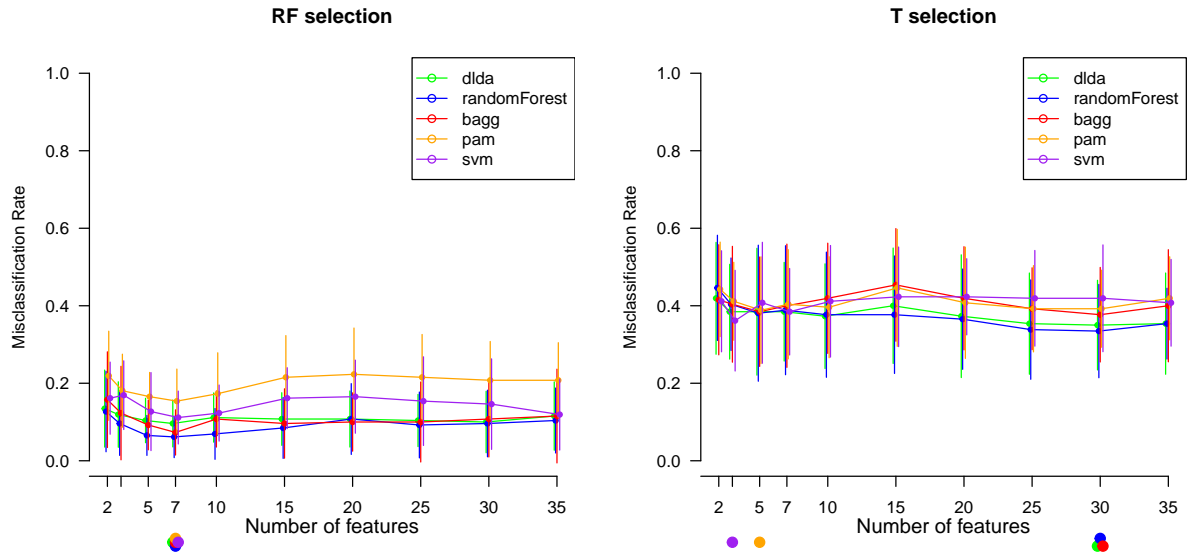 RF selection
Misclassification Rate
1.0
0.8
0.6
0.4
0.2
0.0
dlda
randomForest
bagg
pam
svm
2 5 7 10 15 20 25 30 35
Number of features
T selection
Misclassification Rate
1.0
0.8
0.6
0.4
0.2
0.0
dlda
randomForest
bagg
pam
svm
2 5 7 10 15 20 25 30 35
Number of features